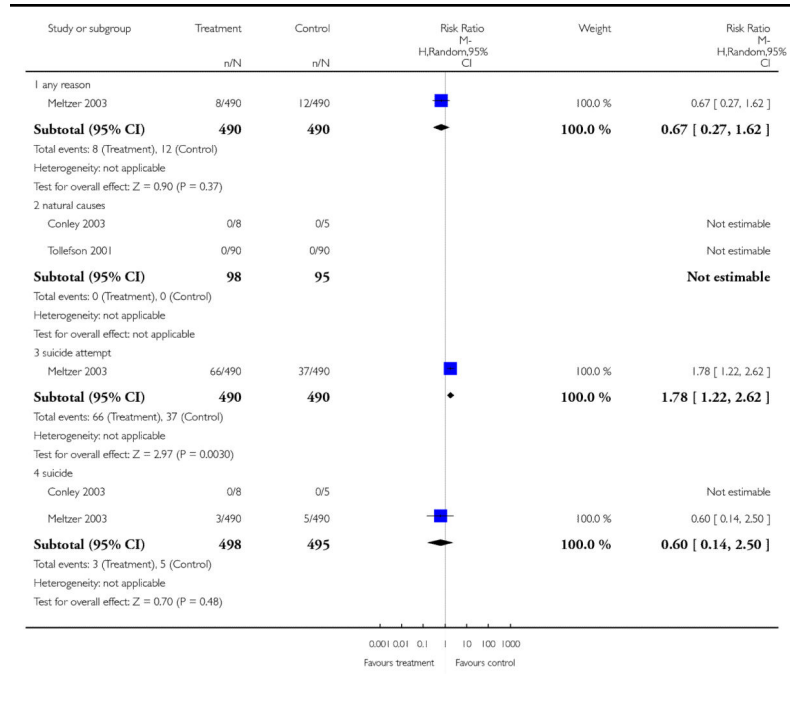 Study or subgroup Treatment Control Risk Ratio Weight Risk Ratio
M- M-
H,Random,95% H,Random,95%
n/N n/N CI CI
1 any reason
Meltzer 2003 8/490 12/490 100.0 % 0.67 [ 0.27, 1.62 ]
Subtotal (95% CI) 490 490 100.0 % 0.67 [ 0.27, 1.62 ]
Total events: 8 (Treatment), 12 (Control)
Heterogeneity: not applicable
Test for overall effect: Z = 0.90 (P = 0.37)
2 natural causes
Conley 2003 0/8 0/5 Not estimable
Tollefson 2001 0/90 0/90 Not estimable
Subtotal (95% CI) 98 95 Not estimable
Total events: 0 (Treatment), 0 (Control)
Heterogeneity: not applicable
Test for overall effect: not applicable
3 suicide attempt
Meltzer 2003 66/490 37/490 100.0 % 1.78 [ 1.22, 2.62 ]
Subtotal (95% CI) 490 490 100.0 % 1.78 [ 1.22, 2.62 ]
Total events: 66 (Treatment), 37 (Control)
Heterogeneity: not applicable
Test for overall effect: Z = 2.97 (P = 0.0030)
4 suicide
Conley 2003 0/8 0/5 Not estimable
Meltzer 2003 3/490 5/490 100.0 % 0.60 [ 0.14, 2.50 ]
Subtotal (95% CI) 498 495 100.0 % 0.60 [ 0.14, 2.50 ]
Total events: 3 (Treatment), 5 (Control)
Heterogeneity: not applicable
Test for overall effect: Z = 0.70 (P = 0.48)
0.001 0.01 0.1 1 10 100 1000
Favours treatment Favours control